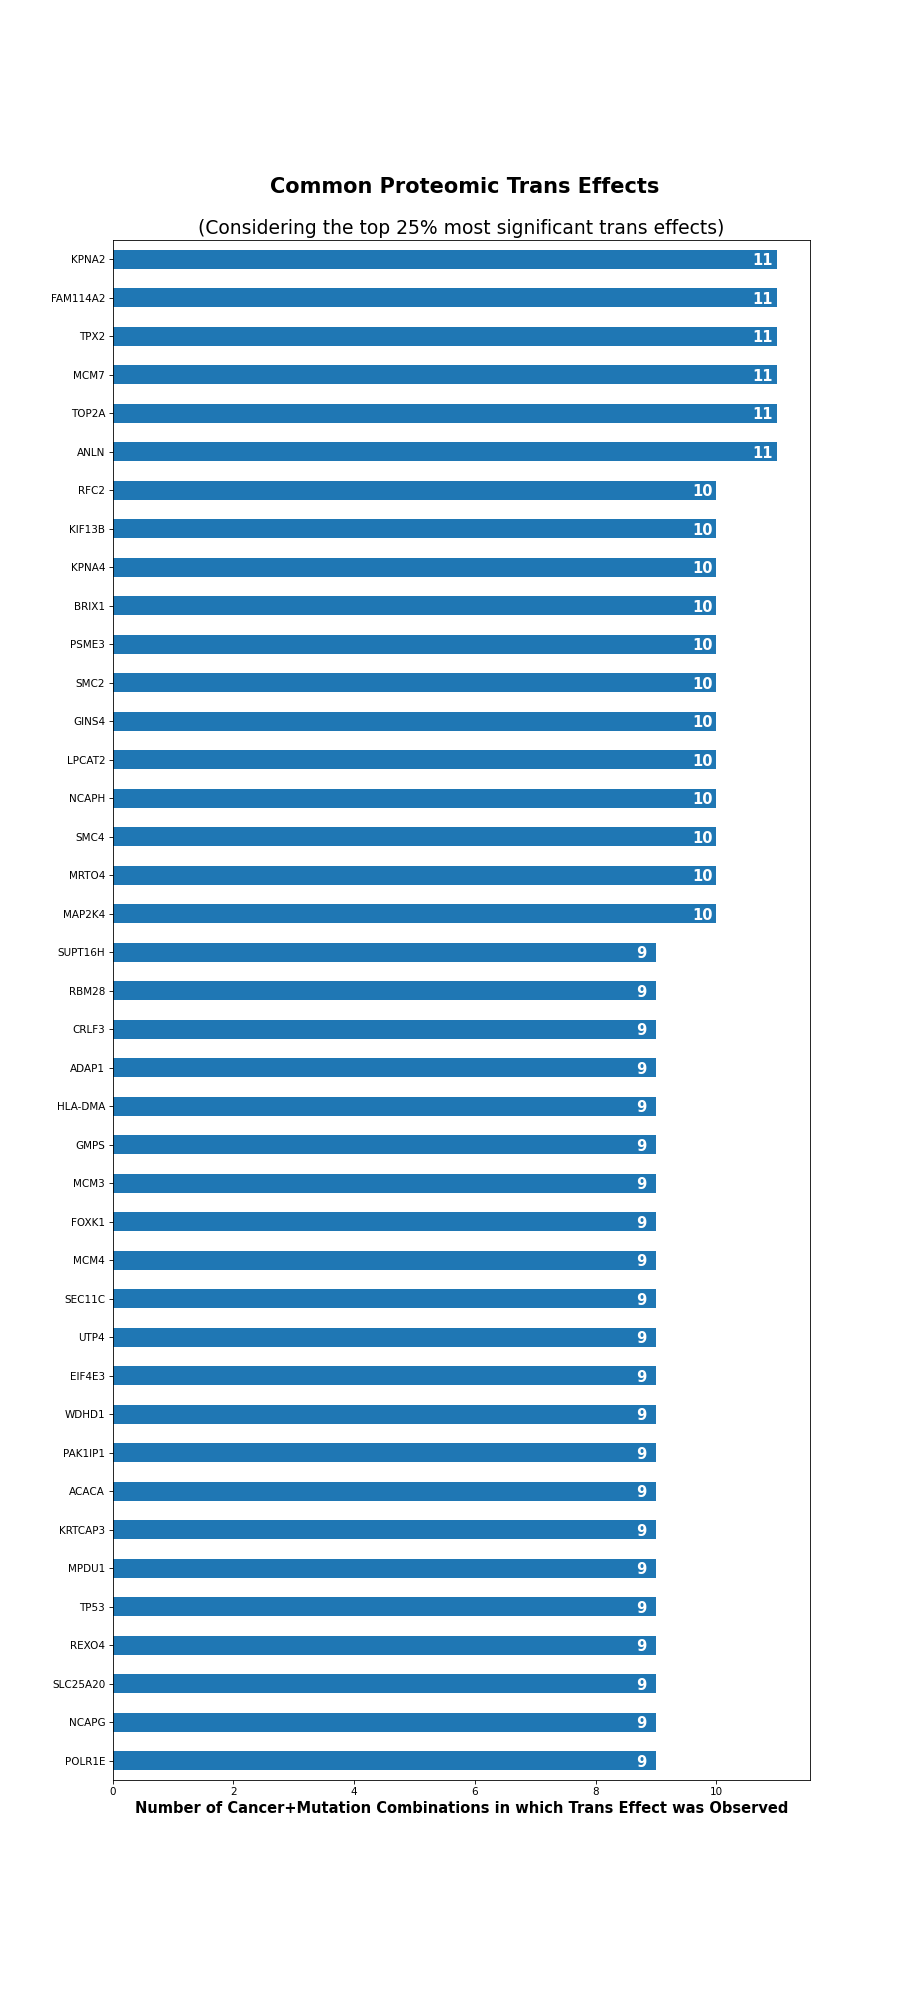 Common Proteomic Trans Effects
(Considering the top 25% most significant trans effects)
KPNA2 11
FAM114A2 11
TPX2 11
MCM7 11
TOP2A 11
ANLN 11
RFC2 10
KIF13B 10
KPNA4 10
BRIX1 10
PSME3 10
SMC2 10
GINS4 10
LPCAT2 10
NCAPH 10
SMC4 10
MRTO4 10
MAP2K4 10
SUPT16H 9
RBM28 9
CRLF3 9
ADAP1 9
HLA-DMA 9
GMPS 9
MCM3 9
FOXK1 9
MCM4 9
SEC11C 9
UTP4 9
EIF4E3 9
WDHD1 9
PAK1IP1 9
ACACA 9
KRTCAP3 9
MPDU1 9
TP53 9
REXO4 9
SLC25A20 9
NCAPG 9
POLR1E 9
0 2 4 6 8 10
Number of Cancer+Mutation Combinations in which Trans Effect was Observed